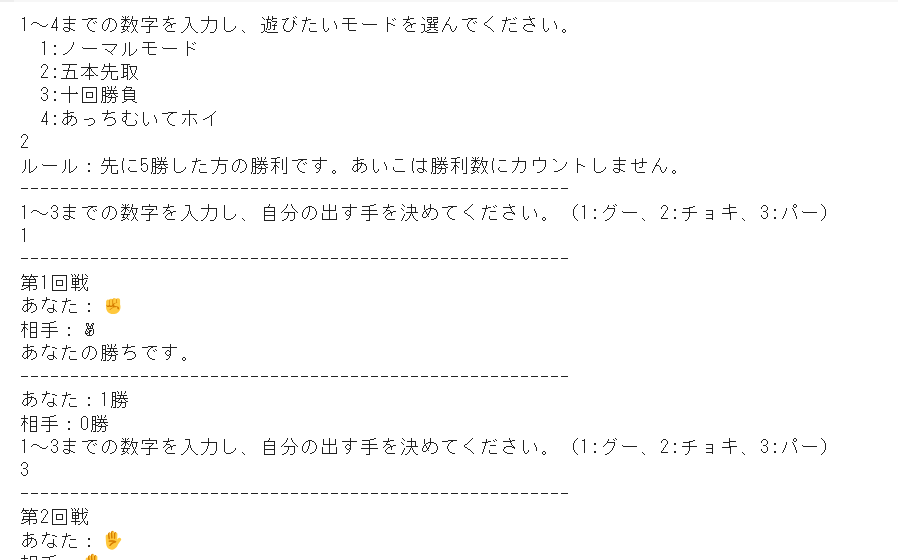 1～4までの数字を入力し、遊びたいモードを選んでください。
1:ノーマルモード
2:五本先取
3:十回勝負
4:あっちむいてホイ
2
ルール：先に5勝した方の勝利です。あいこは勝利数にカウントしません。
-------------------------------------------------------
1～3までの数字を入力し、自分の出す手を決めてください。（1:グー、2:チョキ、3:パー）
1
-------------------------------------------------------
第1回戦
あなた：✊
相手：✌
あなたの勝ちです。
-------------------------------------------------------
あなた：1勝
相手：0勝
1～3までの数字を入力し、自分の出す手を決めてください。（1:グー、2:チョキ、3:パー）
3
-------------------------------------------------------
第2回戦
あなた：✋
相手：✋